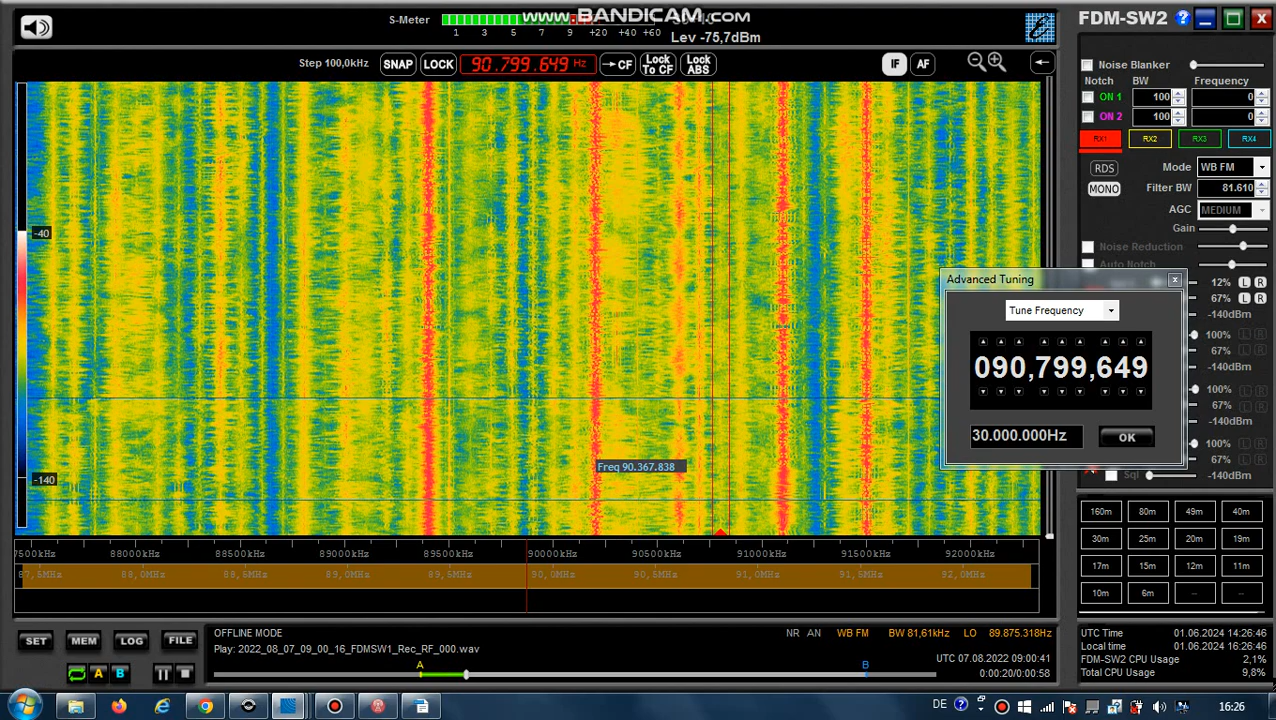 S-Meter
www.BANDICAM.com
1 3 5 7 9 +20 +40 +60
Lev -75,7dBm
FDM-SW2
Step 100,0kHz
SNAP
LOCK
90.799.649 Hz
→CF
Lock To CF
Lock ABS
IF
AF
Noise Blanker
Notch BW Frequency
ON 1 100 0
ON 2 100 0
RX1 RX2 RX3 RX4
RDS Mode WB FM
MONO Filter BW 81.610
AGC MEDIUM
Gain
Noise Reduction
Auto Notch
12% L R
67% L R
-140dBm
100% L R
67% L R
-140dBm
100% L R
67% L R
-140dBm
100% L R
67% L R
Sql -140dBm
Advanced Tuning
Tune Frequency
090,799,649
30.000.000Hz
OK
-40
-140
Freq 90.367.838
7500kHz 88000kHz 88500kHz 89000kHz 89500kHz 90000kHz 90500kHz 91000kHz 91500kHz 92000kHz
87,5MHz 88,0MHz 88,5MHz 89,0MHz 89,5MHz 90,0MHz 90,5MHz 91,0MHz 91,5MHz 92,0MHz
160m 80m 49m 40m
30m 25m 20m 19m
17m 15m 12m 11m
10m 6m -- --
SET MEM LOG FILE
A B
OFFLINE MODE
NR AN WB FM BW 81,61kHz LO 89.875.318Hz
Play: 2022_08_07_09_00_16_FDMSW1_Rec_RF_000.wav
UTC 07.08.2022 09:00:41
A B
0:00:20/0:00:58
UTC Time 01.06.2024 14:26:46
Local time 01.06.2024 16:26:46
FDM-SW2 CPU Usage 2,1%
Total CPU Usage 9,8%
DE
16:26